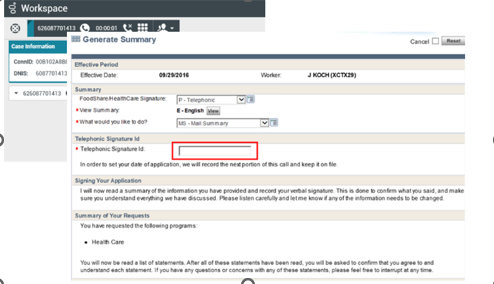 Workspace
626087701413 00:00:01
Case Information
ConnID: 00B102AB8
DNIS: 6087701413
626087701413
Generate Summary
Cancel Reset
Effective Period
Effective Date: 09/29/2016 Worker: J KOCH (XCTX29)
Summary
FoodShare/HealthCare Signature: P - Telephonic
* View Summary: E - English View
* What would you like to do? MS - Mail Summary
Telephonic Signature Id
* Telephonic Signature Id:
In order to set your date of application, we will record the next portion of this call and keep it on file.
Signing Your Application
I will now read a summary of the information you have provided and record your verbal signature. This is done to confirm what you said, and make
sure you understand everything we have discussed. Please listen carefully and let me know if any of the information needs to be changed.
Summary of Your Requests
You have requested the following programs:
• Health Care
You will now be read a list of statements. After all of these statements have been read, you will be asked to confirm that you agree to and
understand each statement. If you have any questions or concerns with any of these statements, please feel free to interrupt at any time.